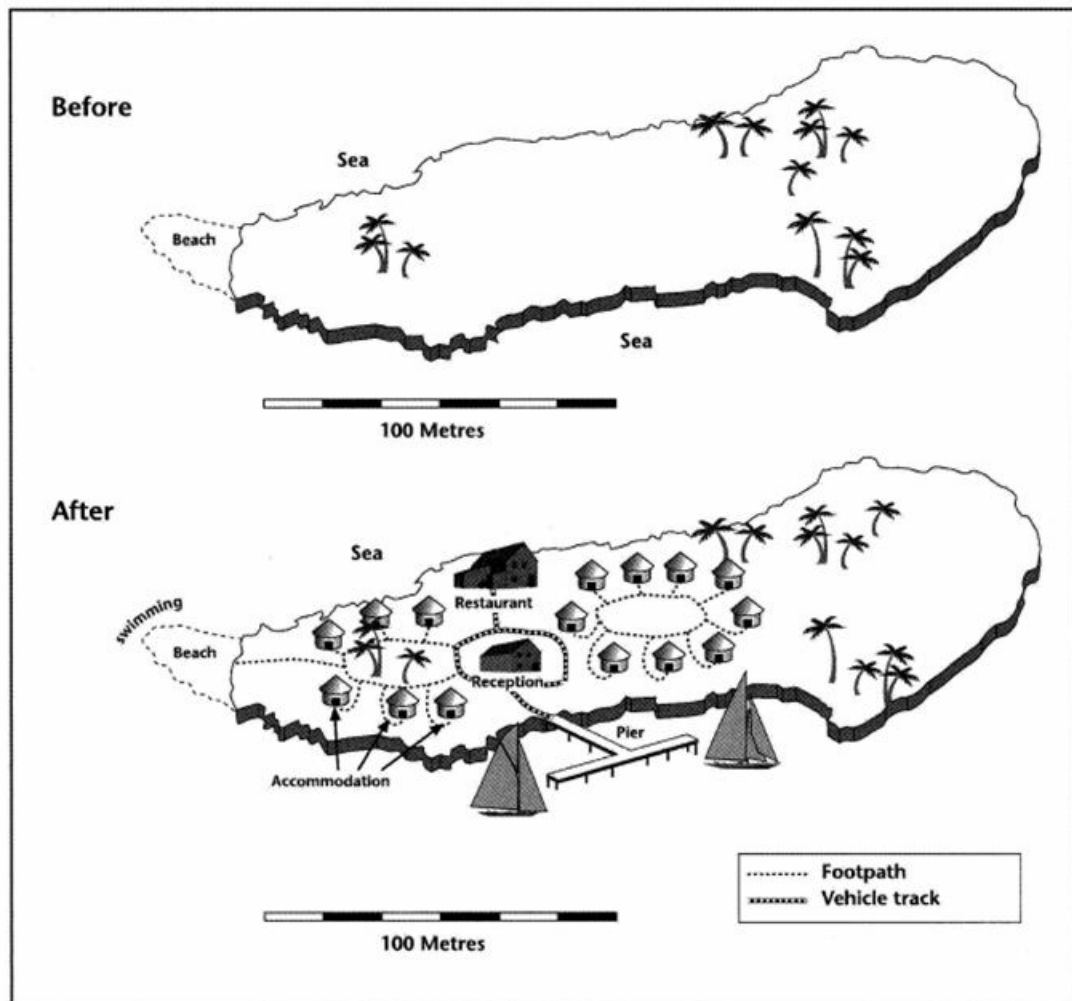 Before
Sea
Beach
Sea
100 Metres
After
Sea
swimming
Restaurant
Beach
Reception
Pier
Accommodation
Footpath
Vehicle track
100 Metres